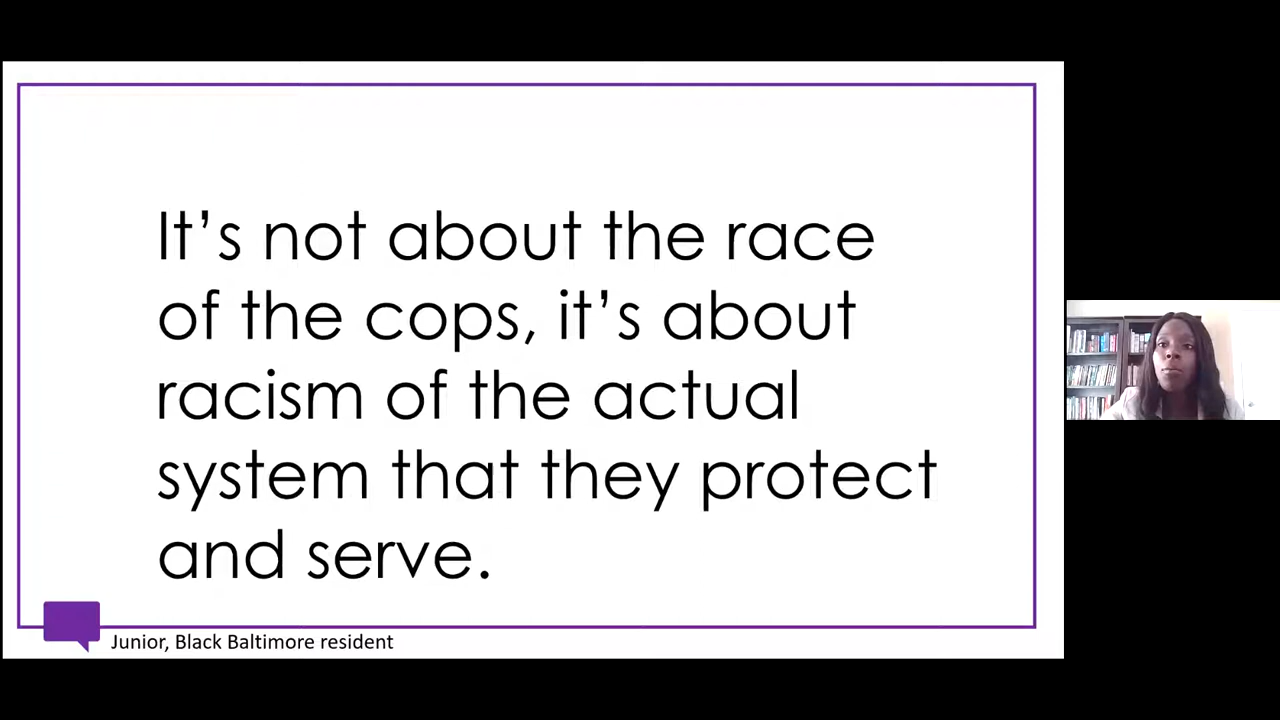 It’s not about the race
of the cops, it’s about
racism of the actual
system that they protect
and serve.
Junior, Black Baltimore resident